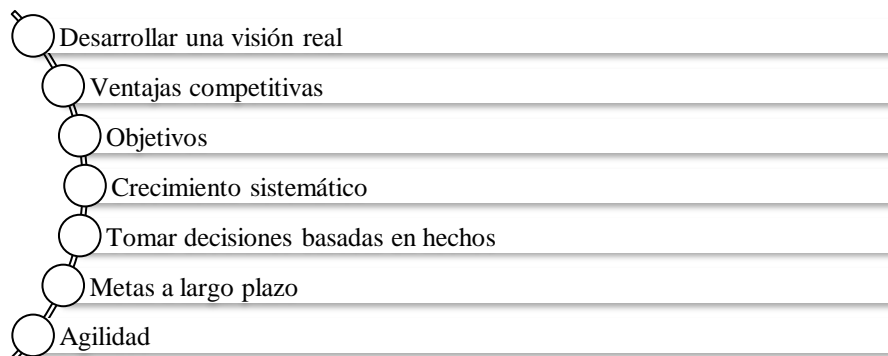 Desarrollar una visión real
Ventajas competitivas
Objetivos
Crecimiento sistemático
Tomar decisiones basadas en hechos
Metas a largo plazo
Agilidad